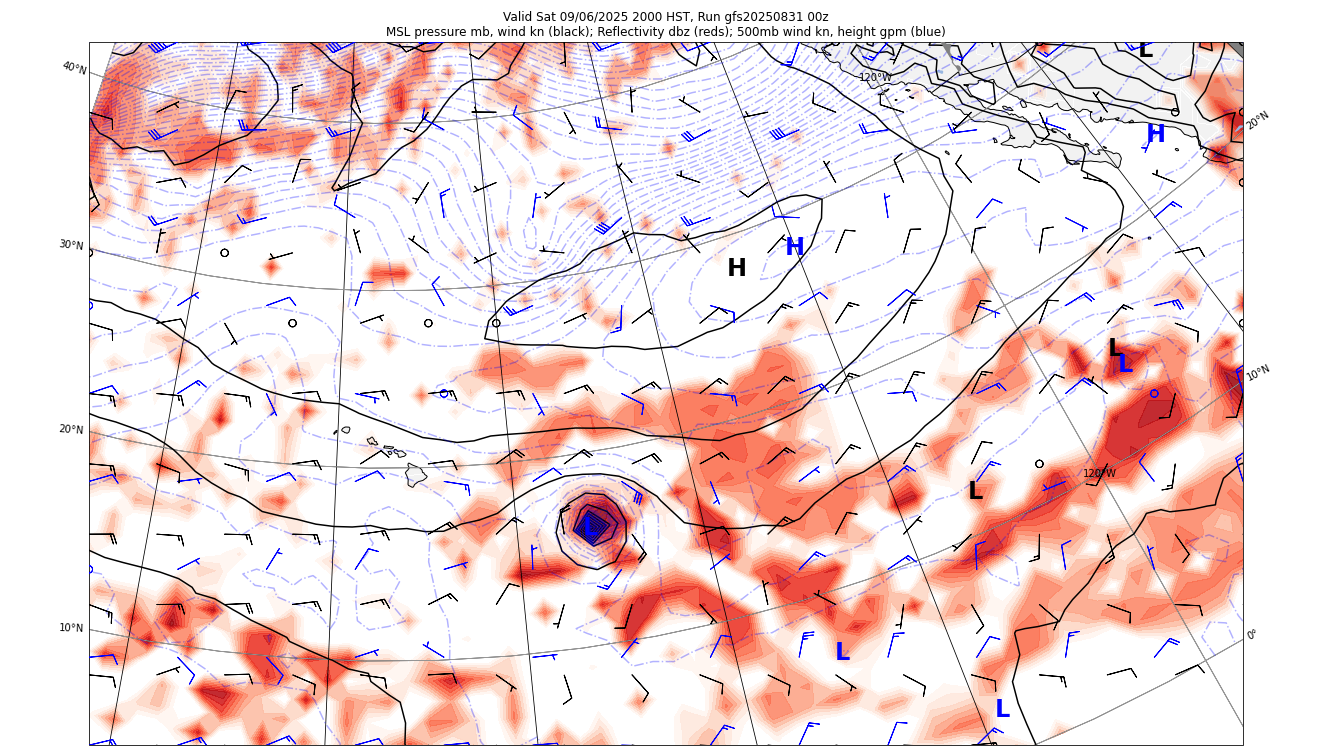 Valid Sat 09/06/2025 2000 HST, Run gfs20250831 00z
MSL pressure mb, wind kn (black); Reflectivity dbz (reds); 500mb wind kn, height gpm (blue)
L
40°N
120°W
20°N
H
30°N
H
H
L
L
10°N
20°N
120°W
L
L
10°N
0°
L
L